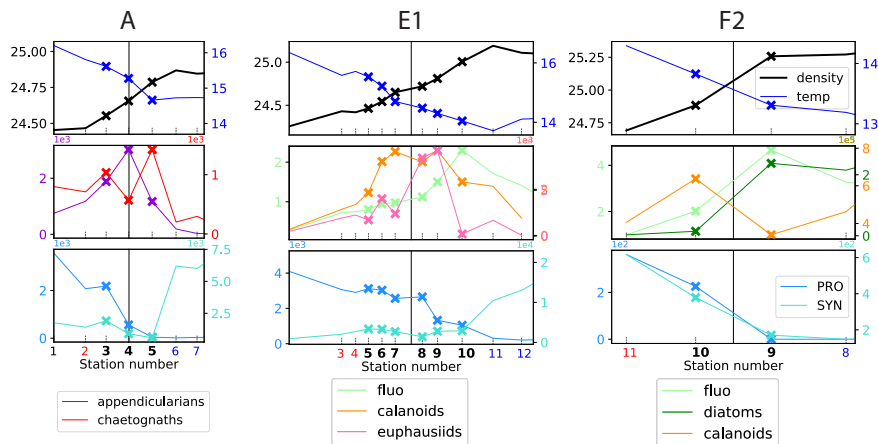 A E1 F2
25.00 16 25.0 16 25.25 14
24.75 15 25.00 density
24.50 14 24.5 14 24.75 temp 13
1e3 1e3 1e4 1e5
2 1 2 4 2 8
0 0 1 0 2 0 6
0
1e3 1e3 1e3 1e4 1e2 1e2
7.5 4 2 PRO 6
2 5.0 2 1 2 SYN 4
0 2.5 0 0 0 2
1 2 3 4 5 6 7 3 4 5 6 7 8 9 10 11 12 11 10 9 8
Station number Station number Station number
appendicularians fluo fluo
chaetognaths calanoids diatoms
euphausiids calanoids